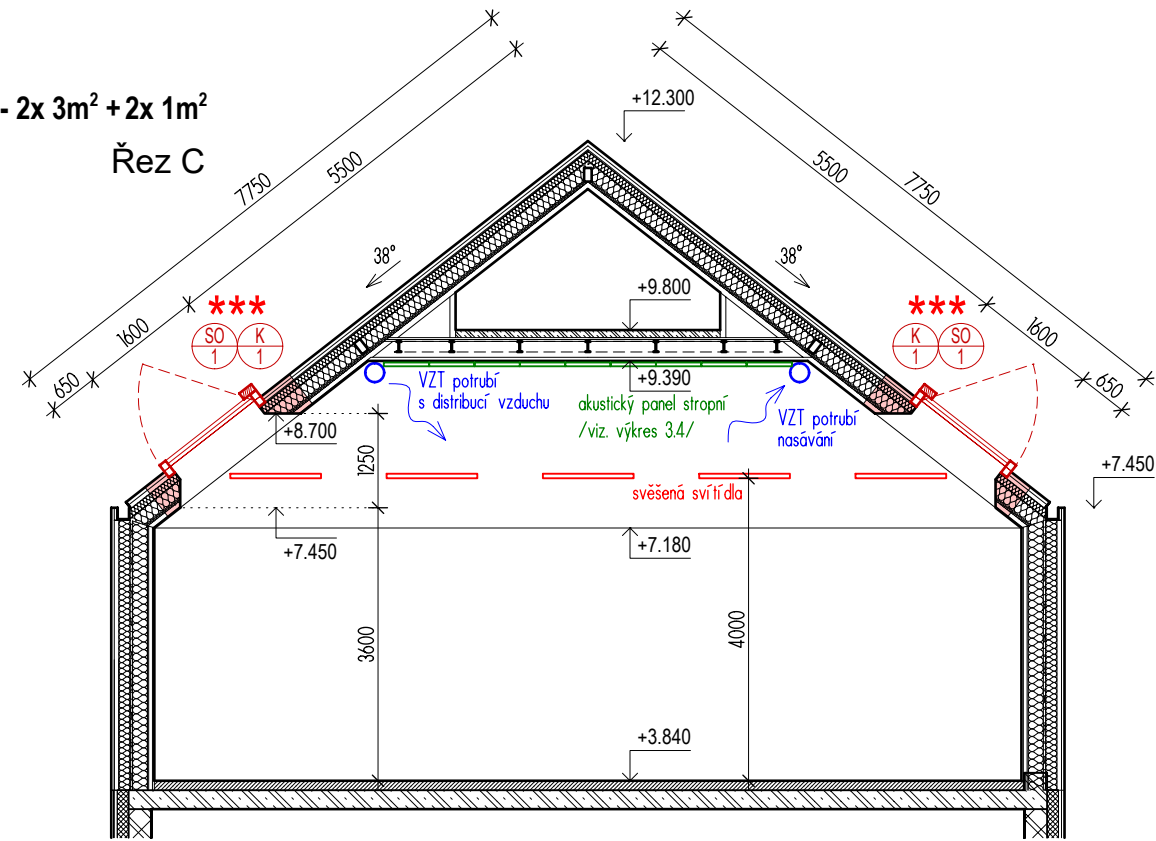 - 2x 3m² + 2x 1m²
Řez C
+12.300
7750
5500
5500
7750
38°
38°
+9.800
***
***
1600
SO
1
K
1
K
1
SO
1
1600
650
650
+9.390
VZT potrubí
s distribucí vzduchu
akustický panel stropní
/viz. výkres 3.4/
VZT potrubí
nasávání
+8.700
1250
+7.450
svěšená svítídla
+7.450
+7.180
3600
4000
+3.840